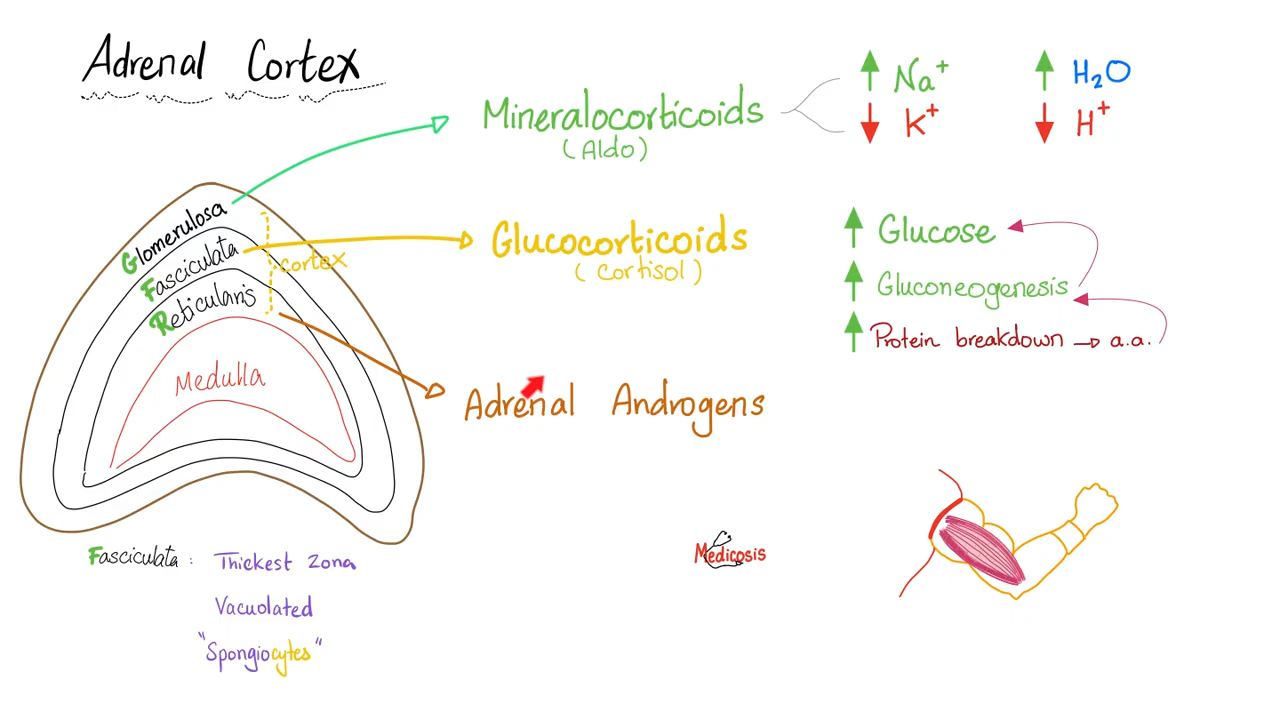 Adrenal Cortex
Mineralocorticoids
(Aldo)
↑ Na⁺ ↑ H₂O
↓ K⁺ ↓ H⁺
Glomerulosa
Fasciculata
Reticularis
cortex
Medulla
Glucocorticoids
(Cortisol)
↑ Glucose
↑ Gluconeogenesis
↑ Protein breakdown → a.a.
Adrenal Androgens
Fasciculata : Thickest Zona
Vacuolated
"Spongiocytes"
Medicosis